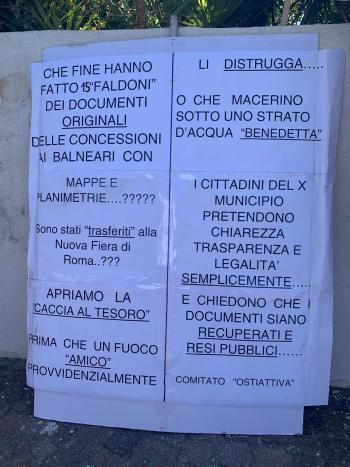 CHE FINE HANNO
FATTO 15 "FALDONI"
DEI DOCUMENTI
ORIGINALI
DELLE CONCESSIONI
AI BALNEARI CON
MAPPE E
PLANIMETRIE....?????
Sono stati "trasferiti" alla
Nuova Fiera di
Roma..???
APRIAMO LA
"CACCIA AL TESORO"
PRIMA CHE UN FUOCO
"AMICO"
PROVVIDENZIALMENTE
LI DISTRUGGA.....
O CHE MACERINO
SOTTO UNO STRATO
D'ACQUA "BENEDETTA"
I CITTADINI DEL X
MUNICIPIO
PRETENDONO
CHIAREZZA
TRASPARENZA E
LEGALITA'
SEMPLICEMENTE.....
E CHIEDONO CHE I
DOCUMENTI SIANO
RECUPERATI E
RESI PUBBLICI......
COMITATO "OSTIATTIVA"